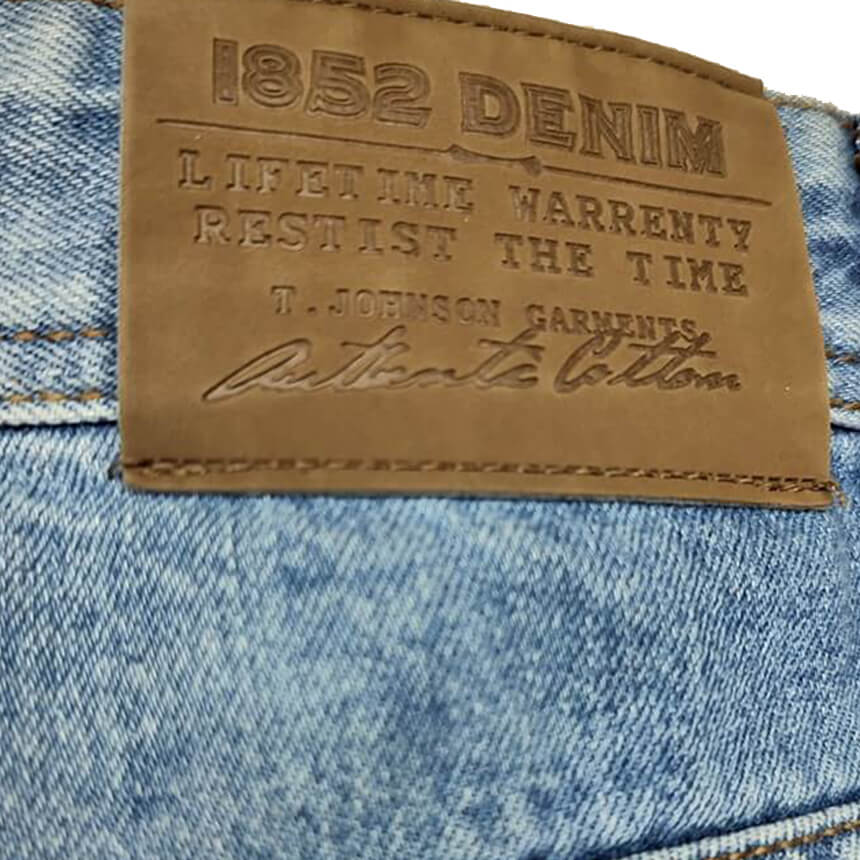 1852 DENIM
LIFETIME WARRENTY
RESTIST THE TIME
T. JOHNSON GARMENTS
Authentic Cotton